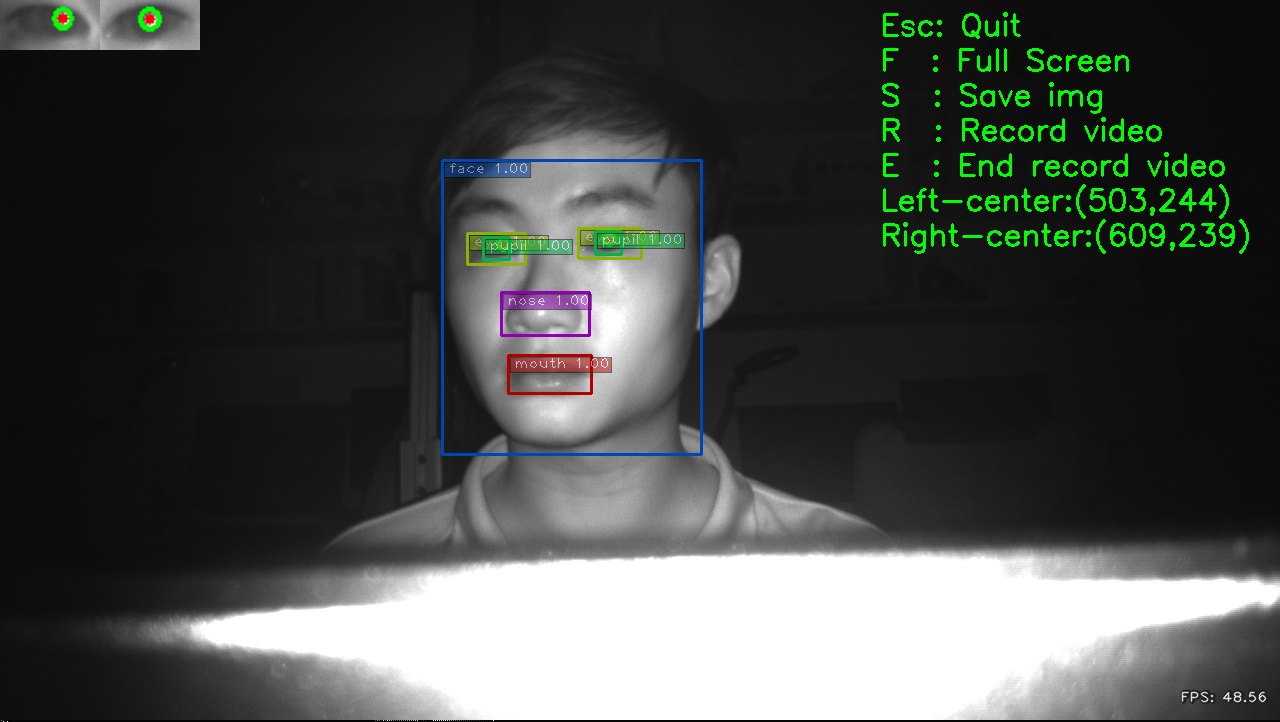 Esc: Quit
F : Full Screen
S : Save img
R : Record video
E : End record video
Left-center:(503,244)
Right-center:(609,239)
face 1.00
pupil 1.00
pupil 1.00
nose 1.00
mouth 1.00
FPS: 48.56